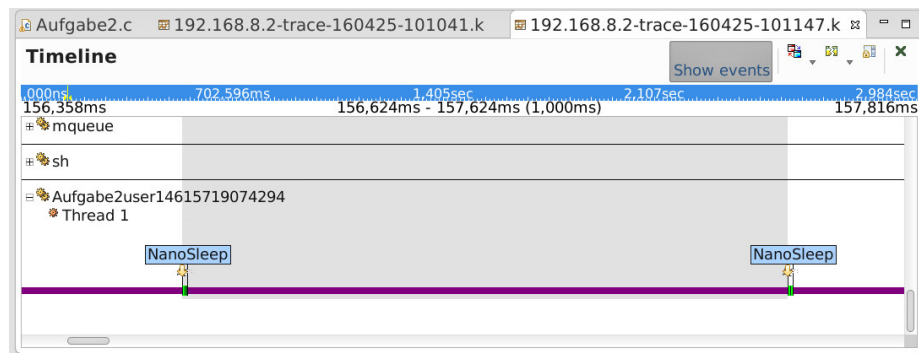 Aufgabe2.c 192.168.8.2-trace-160425-101041.k 192.168.8.2-trace-160425-101147.k
Timeline
Show events
,000ns 702,596ms 1,405sec 2,107sec 2,984sec
156,358ms 156,624ms - 157,624ms (1,000ms) 157,816ms
mqueue
sh
Aufgabe2user14615719074294
Thread 1
NanoSleep NanoSleep